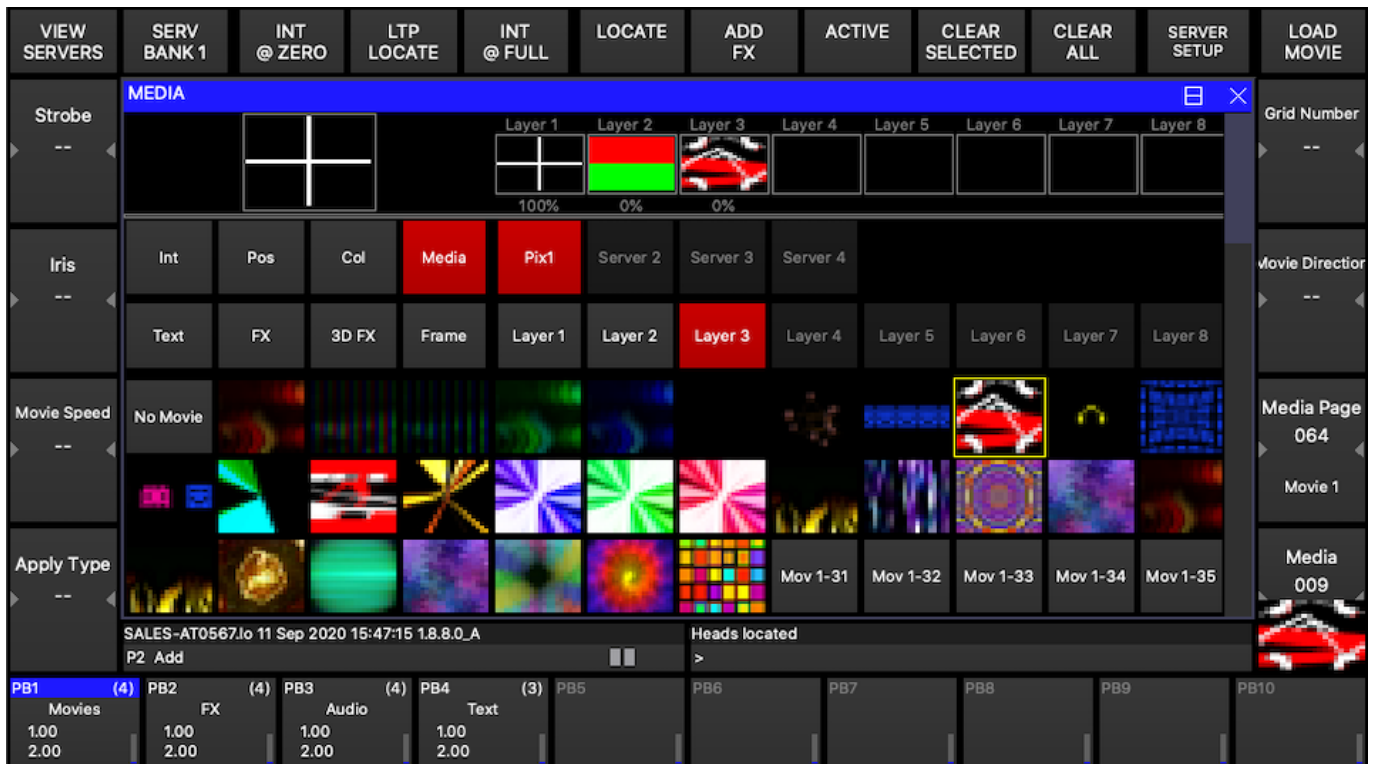 VIEW
SERVERS
SERV
BANK 1
INT
@ ZERO
LTP
LOCATE
INT
@ FULL
LOCATE
ADD
FX
ACTIVE
CLEAR
SELECTED
CLEAR
ALL
SERVER
SETUP
LOAD
MOVIE
Strobe
--
Iris
--
Movie Speed
--
Apply Type
--
MEDIA
Layer 1 Layer 2 Layer 3 Layer 4 Layer 5 Layer 6 Layer 7 Layer 8
100% 0% 0%
Int Pos Col Media Pix1 Server 2 Server 3 Server 4
Text FX 3D FX Frame Layer 1 Layer 2 Layer 3 Layer 4 Layer 5 Layer 6 Layer 7 Layer 8
No Movie
Mov 1-31 Mov 1-32 Mov 1-33 Mov 1-34 Mov 1-35
Grid Number
--
Movie Direction
--
Media Page
064
Movie 1
Media
009
SALES-AT0567.lo 11 Sep 2020 15:47:15 1.8.8.0_A
P2 Add
Heads located
>
PB1 (4)
Movies
1.00
2.00
PB2 (4)
FX
1.00
2.00
PB3 (4)
Audio
1.00
2.00
PB4 (3)
Text
1.00
2.00
PB5
PB6
PB7
PB8
PB9
PB10